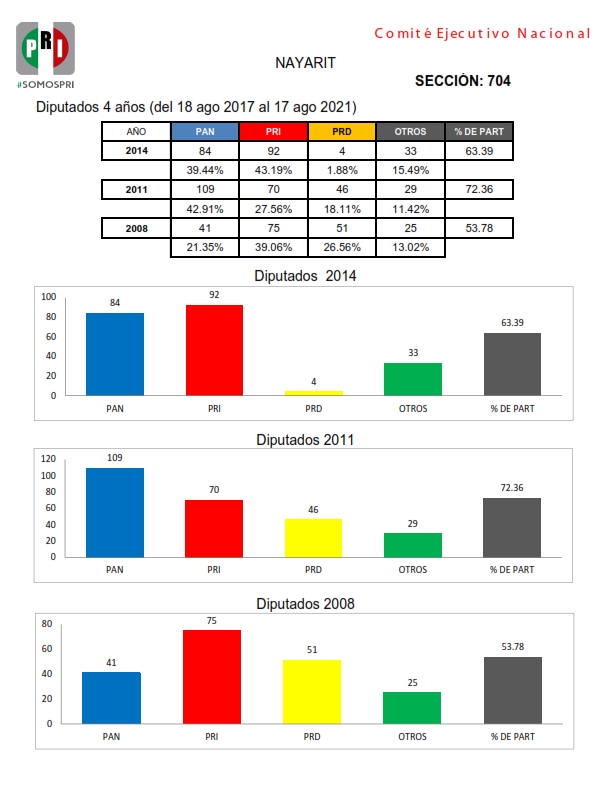 Comité Ejecutivo Nacional
PRI
#SOMOSPRI
NAYARIT
SECCIÓN: 704
Diputados 4 años (del 18 ago 2017 al 17 ago 2021)
AÑO PAN PRI PRD OTROS % DE PART
2014 84 92 4 33 63.39
39.44% 43.19% 1.88% 15.49%
2011 109 70 46 29 72.36
42.91% 27.56% 18.11% 11.42%
2008 41 75 51 25 53.78
21.35% 39.06% 26.56% 13.02%
Diputados 2014
100
80
60
40
20
0
84 92 4 33 63.39
PAN PRI PRD OTROS % DE PART
Diputados 2011
120
100
80
60
40
20
0
109 70 46 29 72.36
PAN PRI PRD OTROS % DE PART
Diputados 2008
80
60
40
20
0
41 75 51 25 53.78
PAN PRI PRD OTROS % DE PART